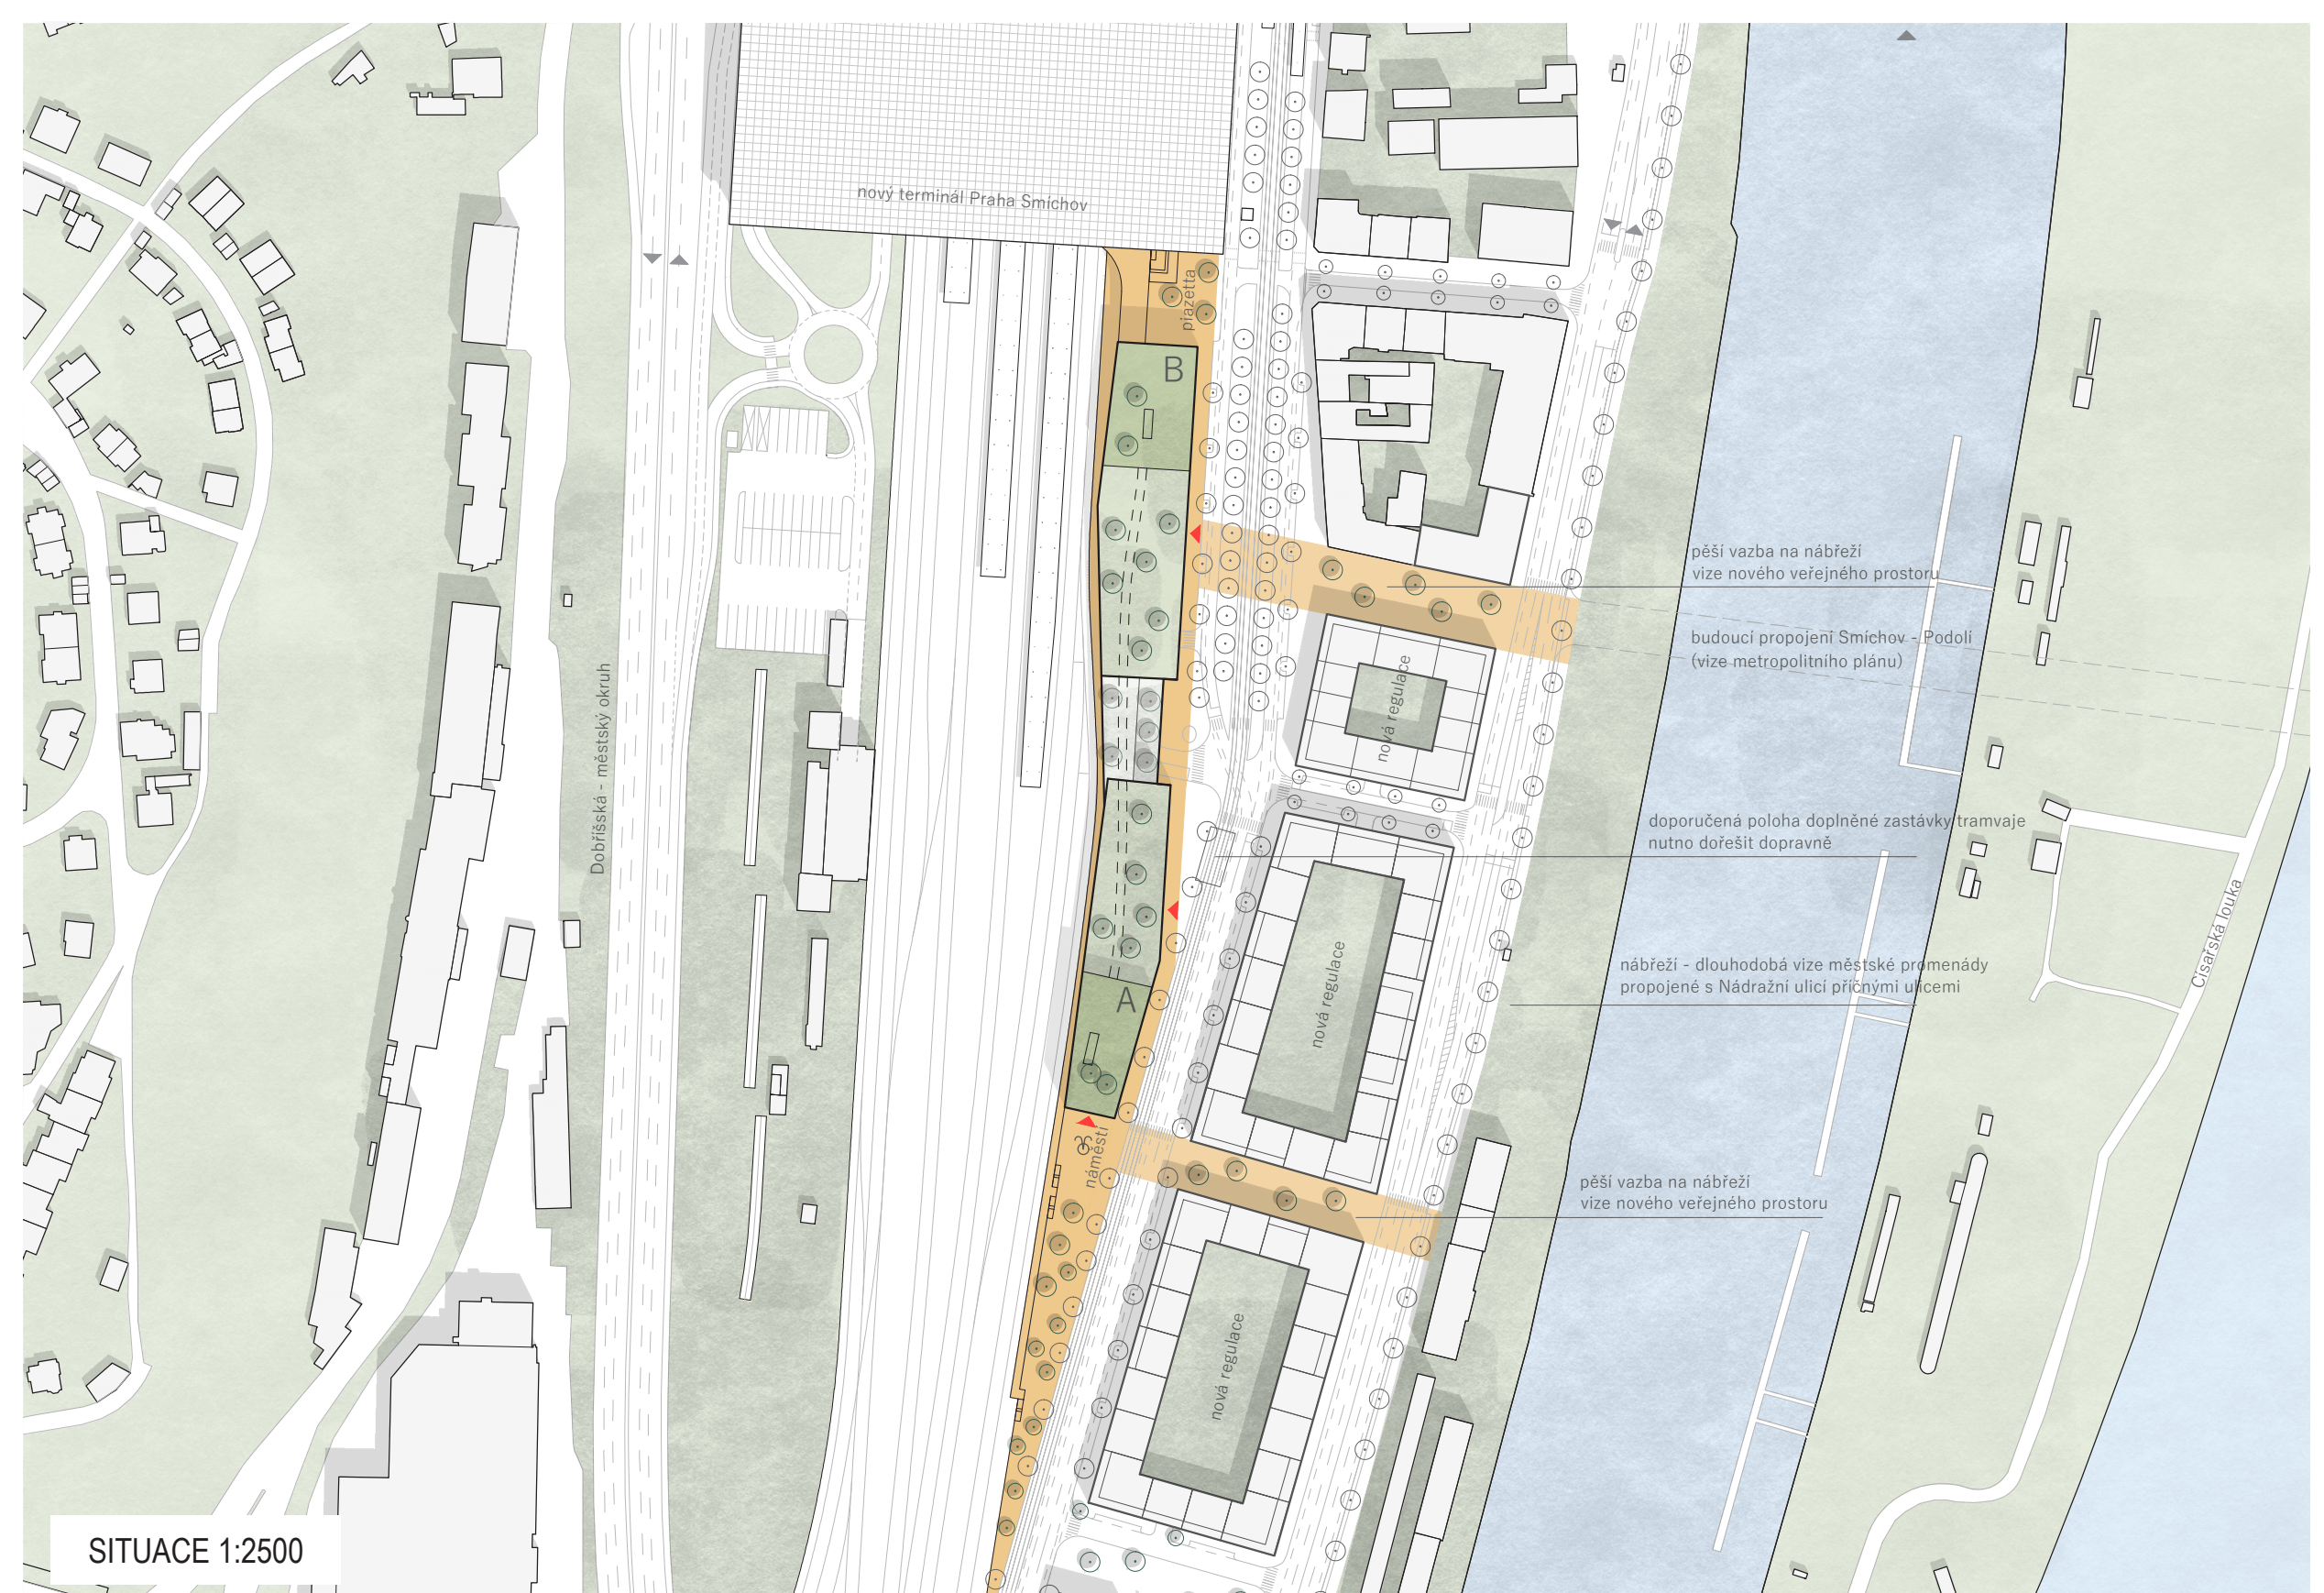 nový terminál Praha Smíchov
piazetta
B
pěší vazba na nábřeží
vize nového veřejného prostoru
budoucí propojení Smíchov - Podolí
(vize metropolitního plánu)
nová regulace
Dobříšská - městský okruh
doporučená poloha doplněné zastávky tramvaje
nutno dořešit dopravně
Císařská louka
nová regulace
nábřeží - dlouhodobá vize městské promenády
propojené s Nádražní ulicí příčnými ulicemi
A
náměstí
pěší vazba na nábřeží
vize nového veřejného prostoru
nová regulace
SITUACE 1:2500